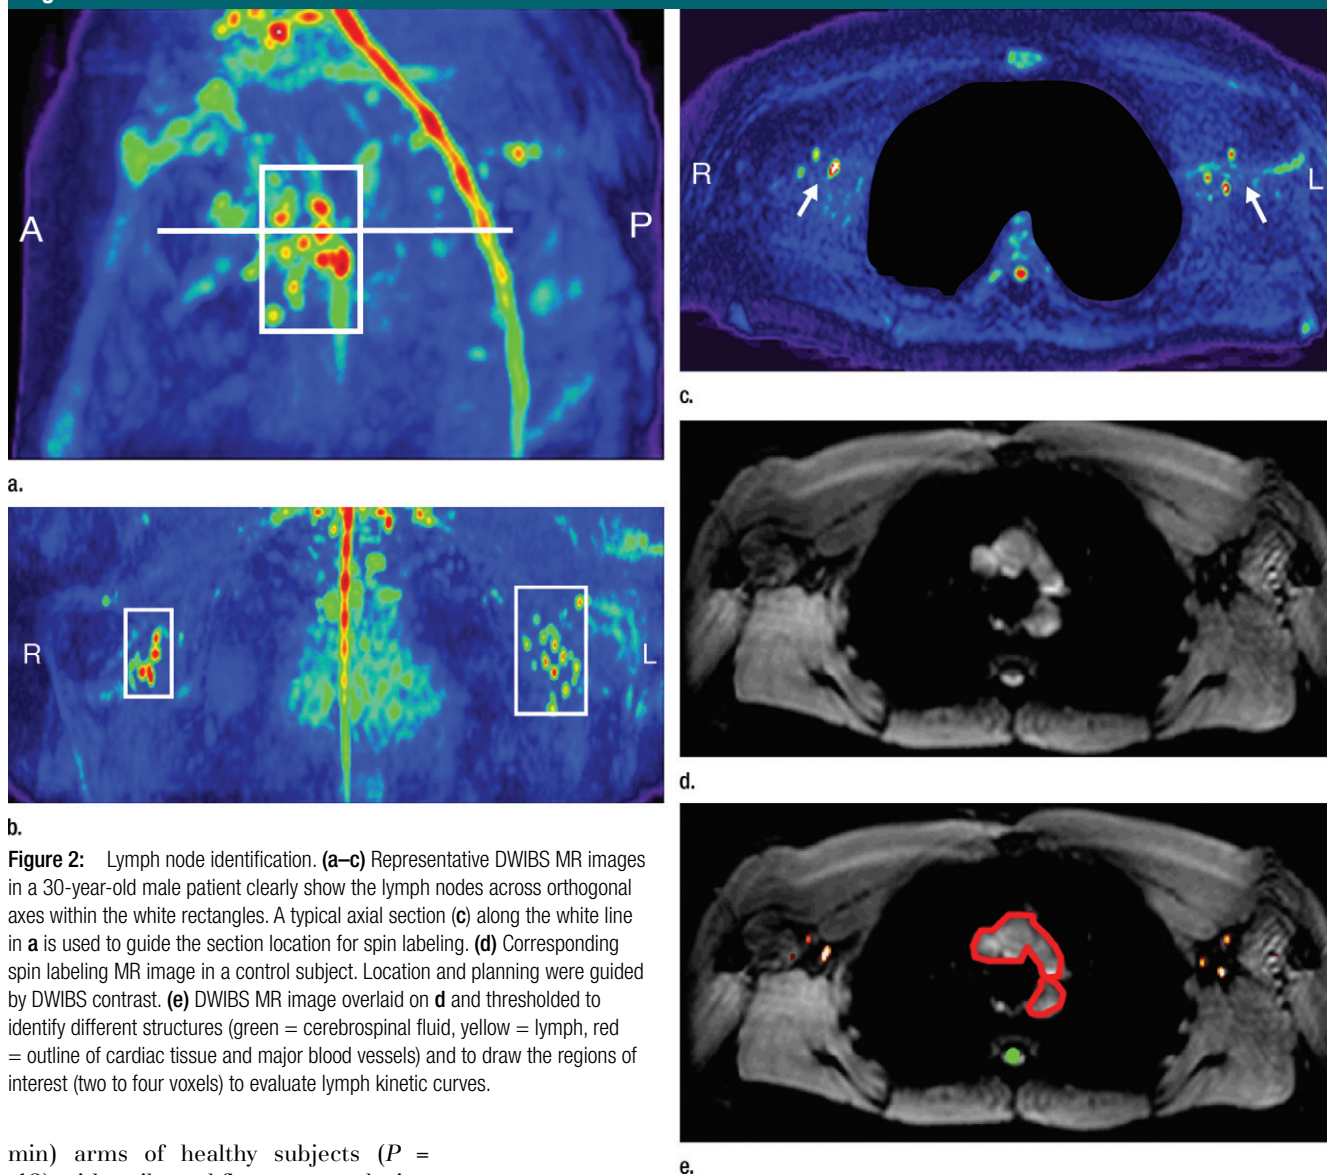 A
P
a.
R
L
b.
R
L
c.
d.
e.
Figure 2: Lymph node identification. (a–c) Representative DWIBS MR images
in a 30-year-old male patient clearly show the lymph nodes across orthogonal
axes within the white rectangles. A typical axial section (c) along the white line
in a is used to guide the section location for spin labeling. (d) Corresponding
spin labeling MR image in a control subject. Location and planning were guided
by DWIBS contrast. (e) DWIBS MR image overlaid on d and thresholded to
identify different structures (green = cerebrospinal fluid, yellow = lymph, red
= outline of cardiac tissue and major blood vessels) and to draw the regions of
interest (two to four voxels) to evaluate lymph kinetic curves.
min) arms of healthy subjects (P =